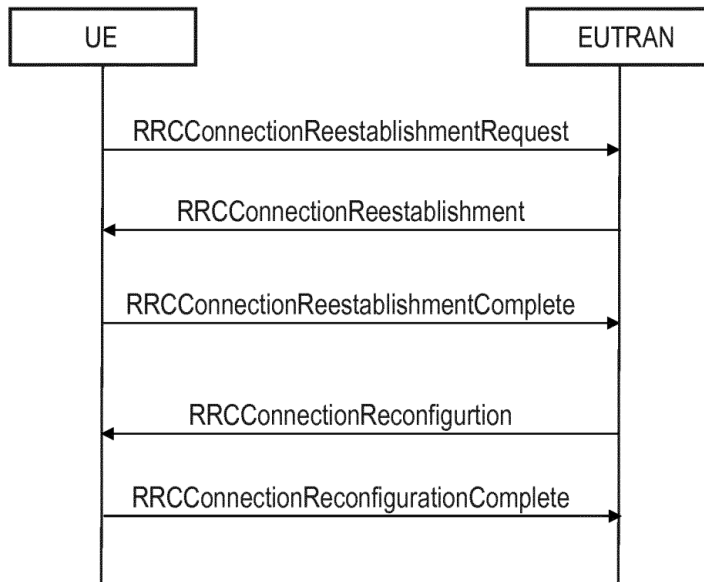 UE
EUTRAN
RRCConnectionReestablishmentRequest
RRCConnectionReestablishment
RRCConnectionReestablishmentComplete
RRCConnectionReconfigurtion
RRCConnectionReconfigurationComplete